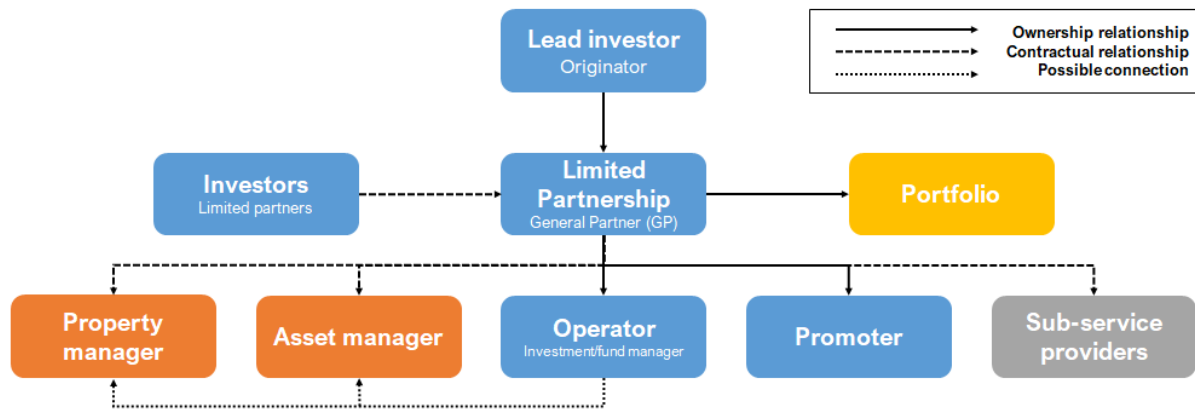 Lead investor
Originator
Ownership relationship
Contractual relationship
Possible connection
Investors
Limited partners
Limited
Partnership
General Partner (GP)
Portfolio
Property
manager
Asset manager
Operator
Investment/fund manager
Promoter
Sub-service
providers